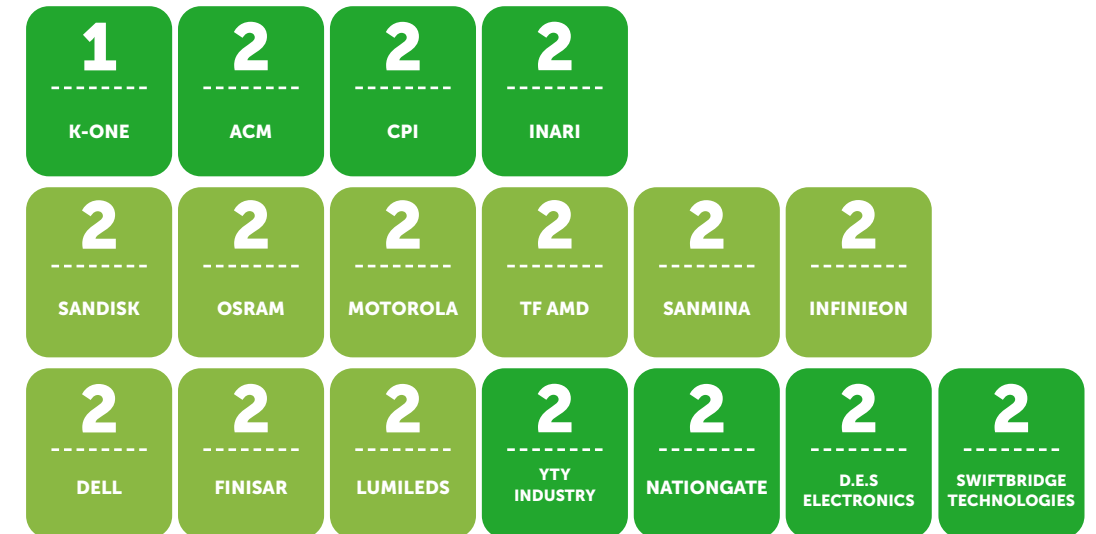 1 2 2 2
K-ONE ACM CPI INARI
2 2 2 2 2 2
SANDISK OSRAM MOTOROLA TF AMD SANMINA INFINIEON
2 2 2 2 2 2 2
DELL FINISAR LUMILEDS YTY INDUSTRY NATIONGATE D.E.S ELECTRONICS SWIFTBRIDGE TECHNOLOGIES